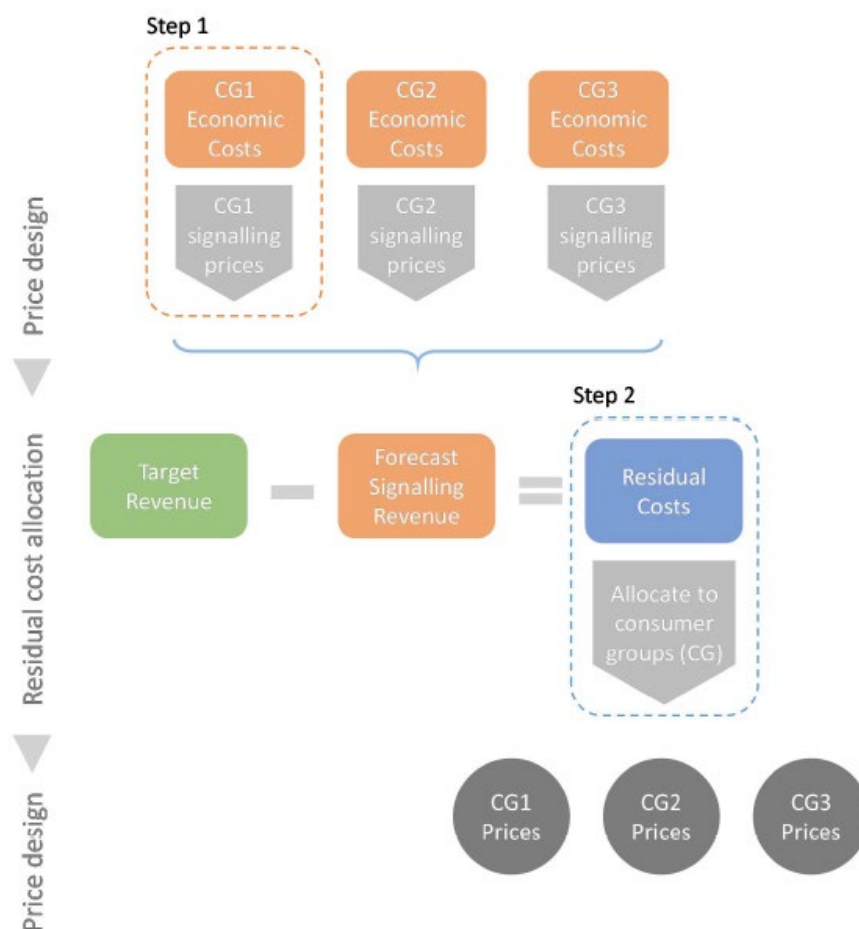 Step 1
CG1
Economic
Costs
CG2
Economic
Costs
CG3
Economic
Costs
CG1
signalling
prices
CG2
signalling
prices
CG3
signalling
prices
Price design
Step 2
Target
Revenue
Forecast
Signalling
Revenue
Residual
Costs
Allocate to
consumer
groups (CG)
Residual cost allocation
CG1
Prices
CG2
Prices
CG3
Prices
Price design